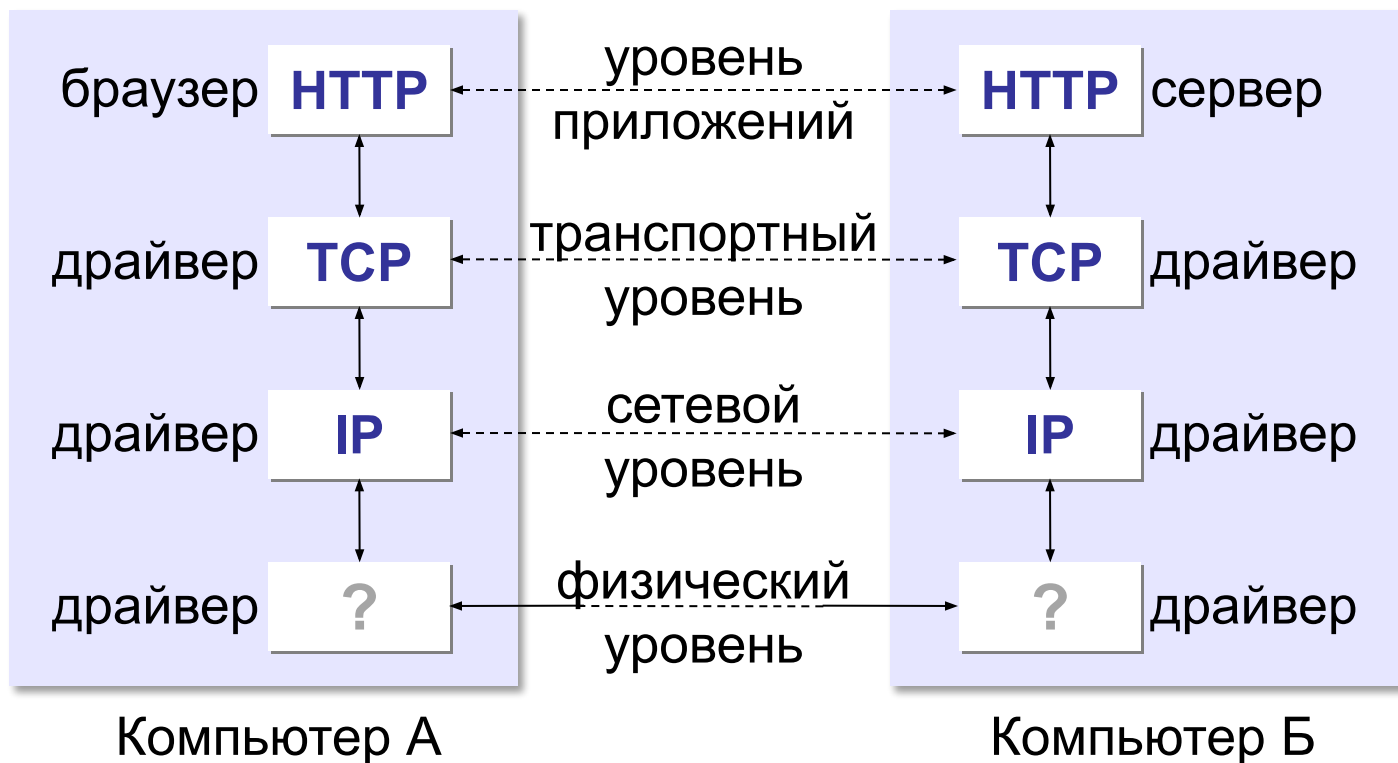 уровень
браузер HTTP HTTP сервер
приложений
транспортный
драйвер TCP TCP драйвер
уровень
сетевой
драйвер IP IP драйвер
уровень
физический
драйвер ? ? драйвер
уровень
Компьютер А Компьютер Б